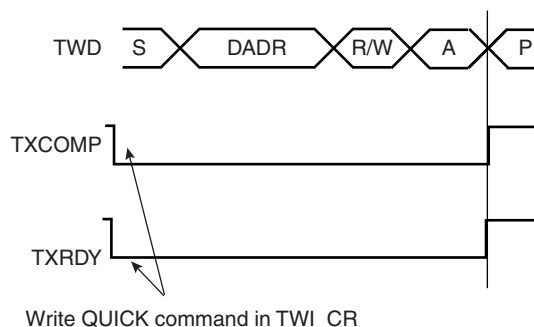 TWD S DADR R/W A P
TXCOMP
TXRDY
Write QUICK command in TWI_CR